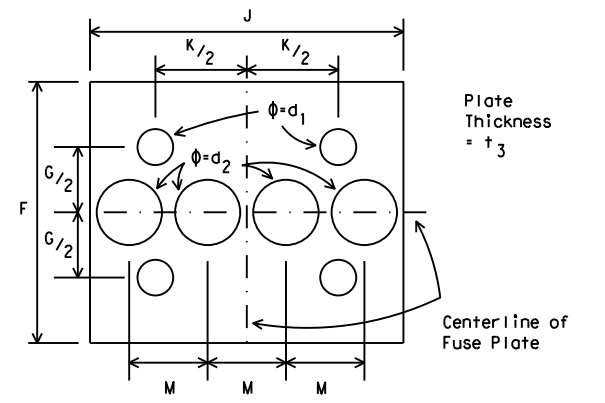 J
K/2 K/2
Plate
Thickness
= t3
ϕ=d1
ϕ=d2
G/2
F
G/2
Centerline of
Fuse Plate
M M M